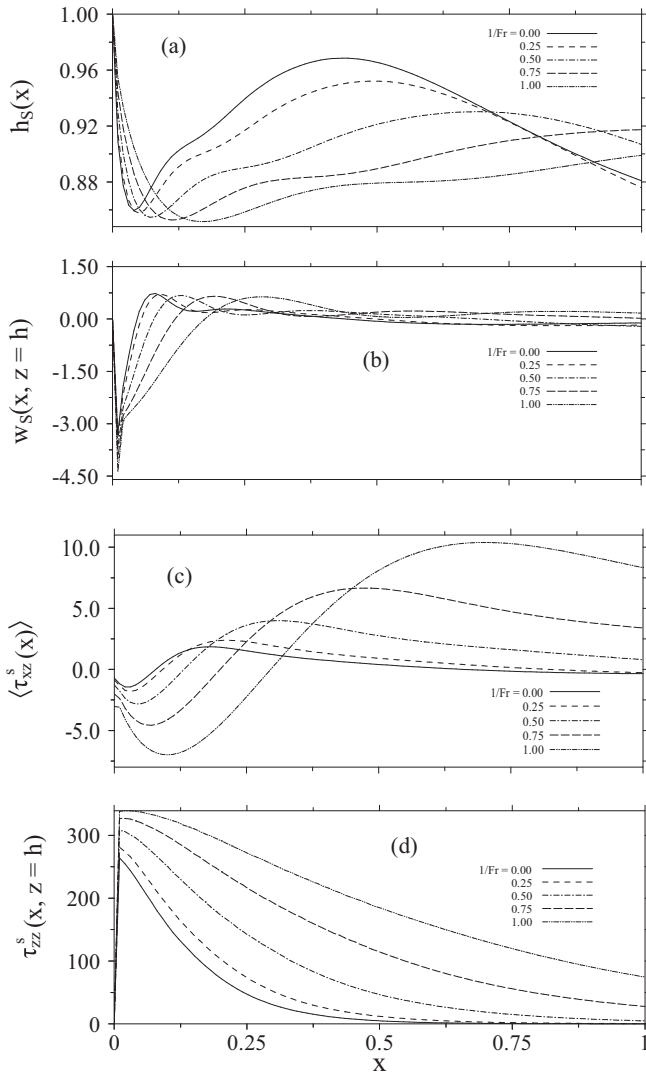 1.00
0.96
0.92
0.88
h_S(x)
(a)
1/Fr = 0.00
0.25
0.50
0.75
1.00
1.50
0.00
-1.50
-3.00
-4.50
w_S(x, z = h)
(b)
1/Fr = 0.00
0.25
0.50
0.75
1.00
10.0
5.0
0.0
-5.0
⟨τ^s_xz(x)⟩
(c)
1/Fr = 0.00
0.25
0.50
0.75
1.00
300
200
100
0
τ^s_zz(x, z = h)
(d)
1/Fr = 0.00
0.25
0.50
0.75
1.00
0 0.25 0.5 0.75 1
x